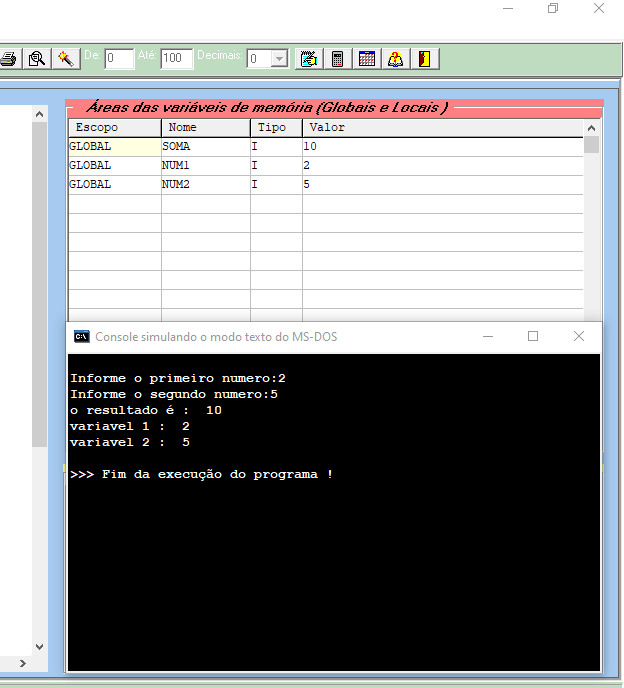 De: 0 Até: 100 Decimais: 0
Áreas das variáveis de memória (Globais e Locais )
Escopo Nome Tipo Valor
GLOBAL SOMA I 10
GLOBAL NUM1 I 2
GLOBAL NUM2 I 5
C:\ Console simulando o modo texto do MS-DOS
Informe o primeiro numero:2
Informe o segundo numero:5
o resultado é :  10
variavel 1 :  2
variavel 2 :  5
>>> Fim da execução do programa !